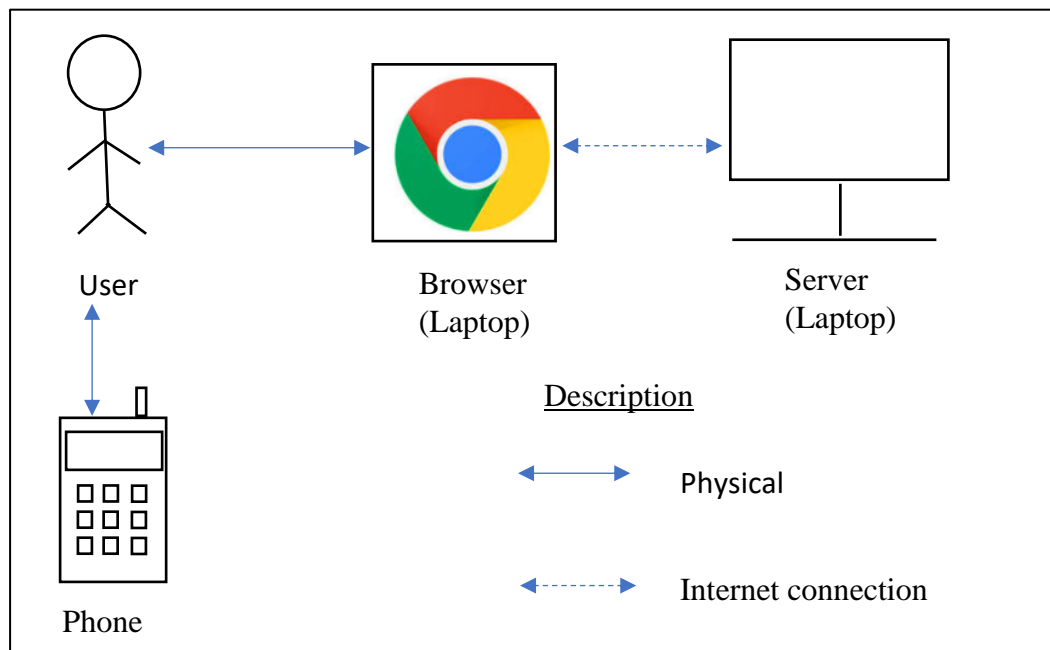 User
Browser
(Laptop)
Server
(Laptop)
Description
Physical
Internet connection
Phone